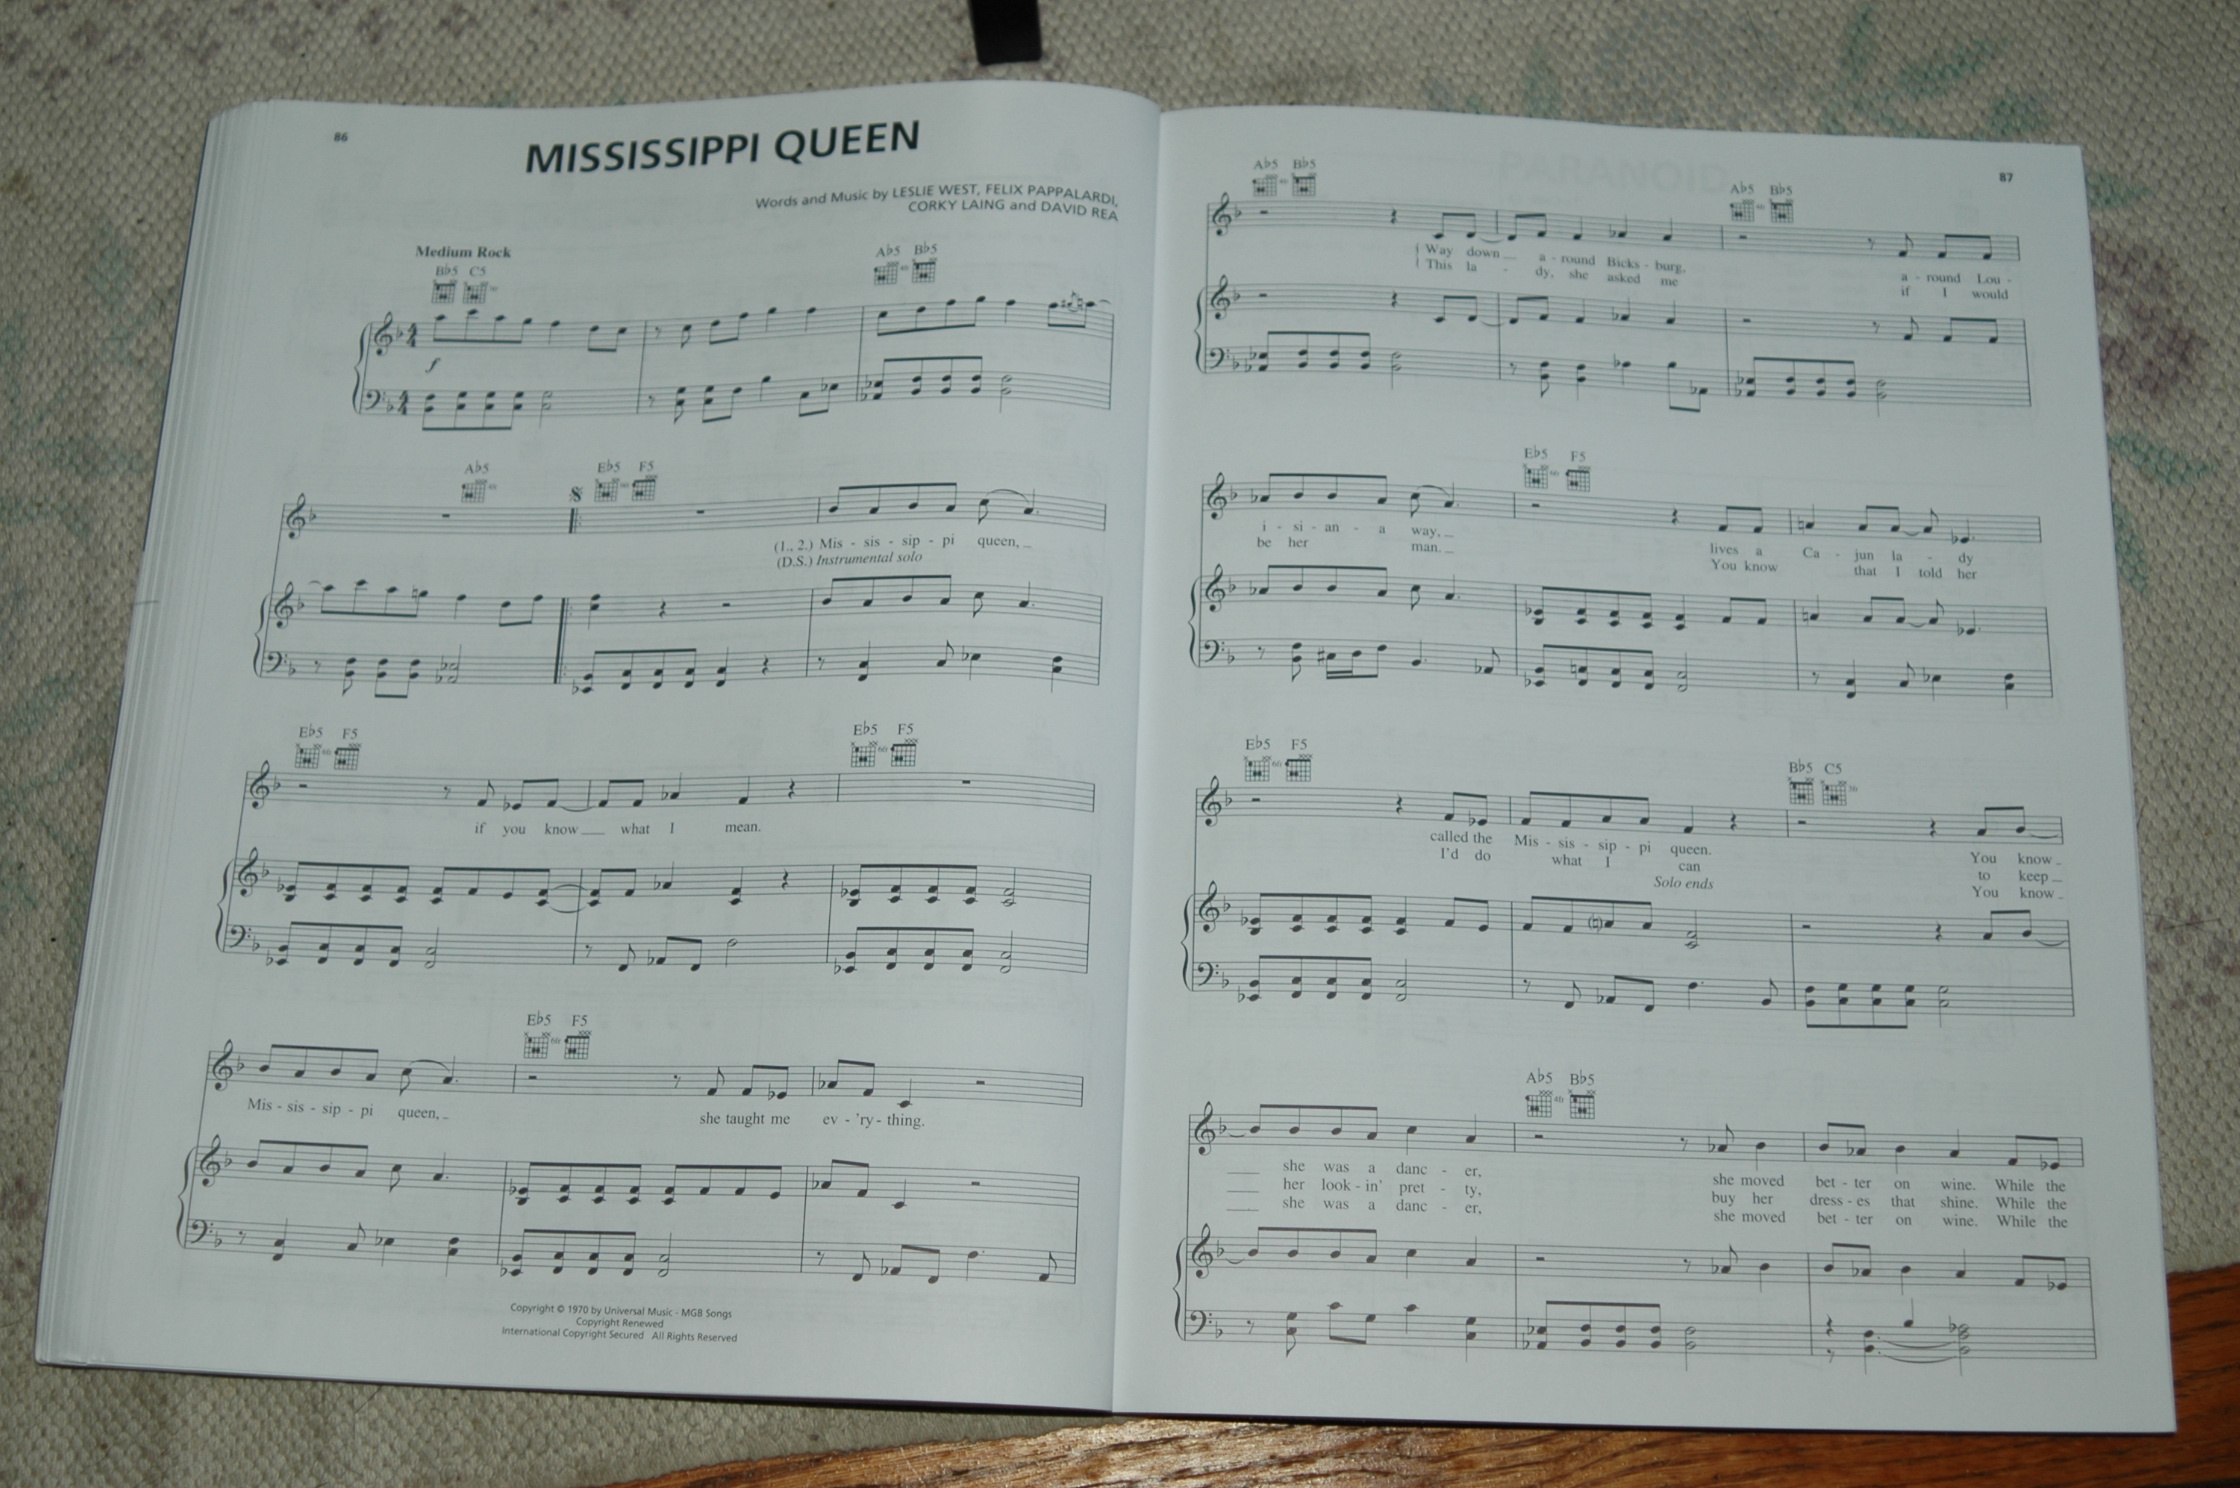 86
MISSISSIPPI QUEEN
Words and Music by LESLIE WEST, FELIX PAPPALARDI,
CORKY LAING and DAVID REA
Medium Rock
B♭5 C5 A♭5 B♭5
f
A♭5 E♭5 F5
(1., 2.) Mis - sis - sip - pi queen,
(D.S.) Instrumental solo
E♭5 F5 E♭5 F5
if you know what I mean.
E♭5 F5
Mis - sis - sip - pi queen, she taught me ev - 'ry - thing.
Copyright © 1970 by Universal Music - MGB Songs
Copyright Renewed
International Copyright Secured All Rights Reserved
87
PARANOID
A♭5 B♭5 A♭5 B♭5
Way down a - round Bicks - burg, a - round Lou -
This la - dy, she asked me if I would
E♭5 F5
i - si - an - a way, lives a Ca - jun la - dy
be her man. You know that I told her
E♭5 F5 B♭5 C5
called the Mis - sis - sip - pi queen. You know
I'd do what I can to keep
Solo ends You know
A♭5 B♭5
she was a danc - er, she moved bet - ter on wine. While the
her look - in' pret - ty, buy her dress - es that shine. While the
she was a danc - er, she moved bet - ter on wine. While the